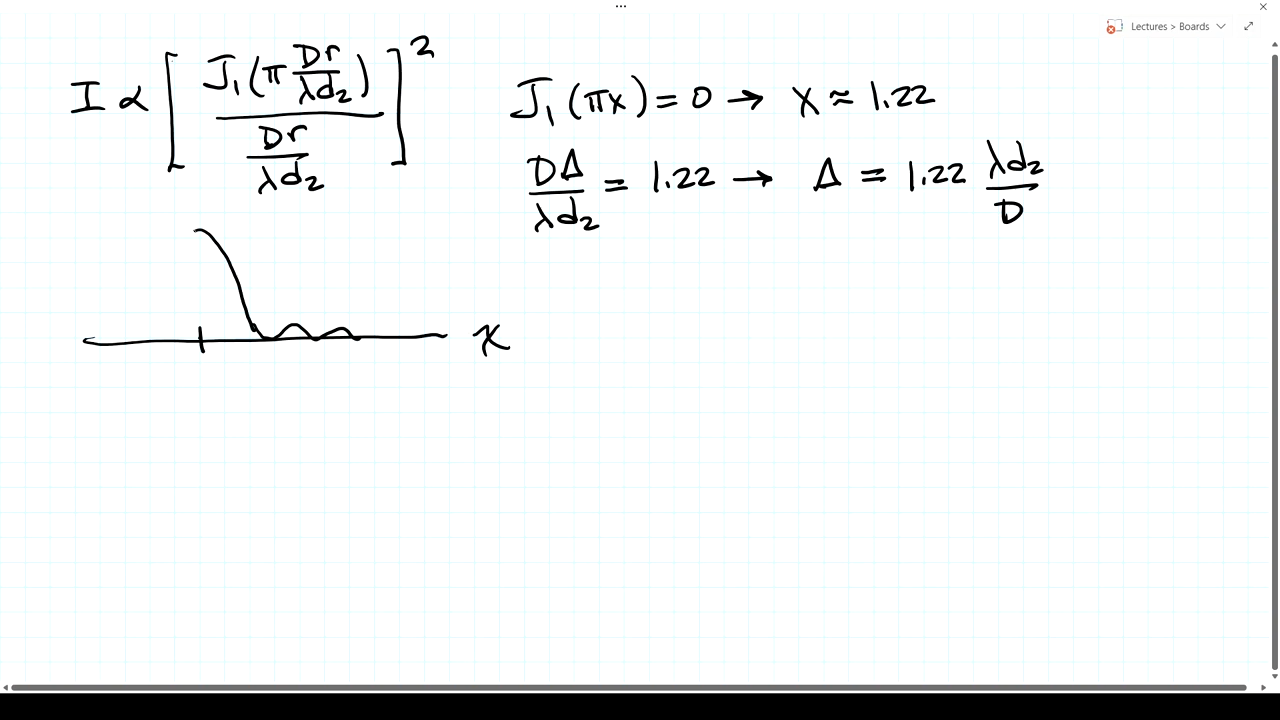 Lectures > Boards
I ∝ [ J₁(π Dr/λd₂) / (Dr/λd₂) ]²
J₁(πx) = 0 → x ≈ 1.22
DΔ/λd₂ = 1.22 → Δ = 1.22 λd₂/D
x